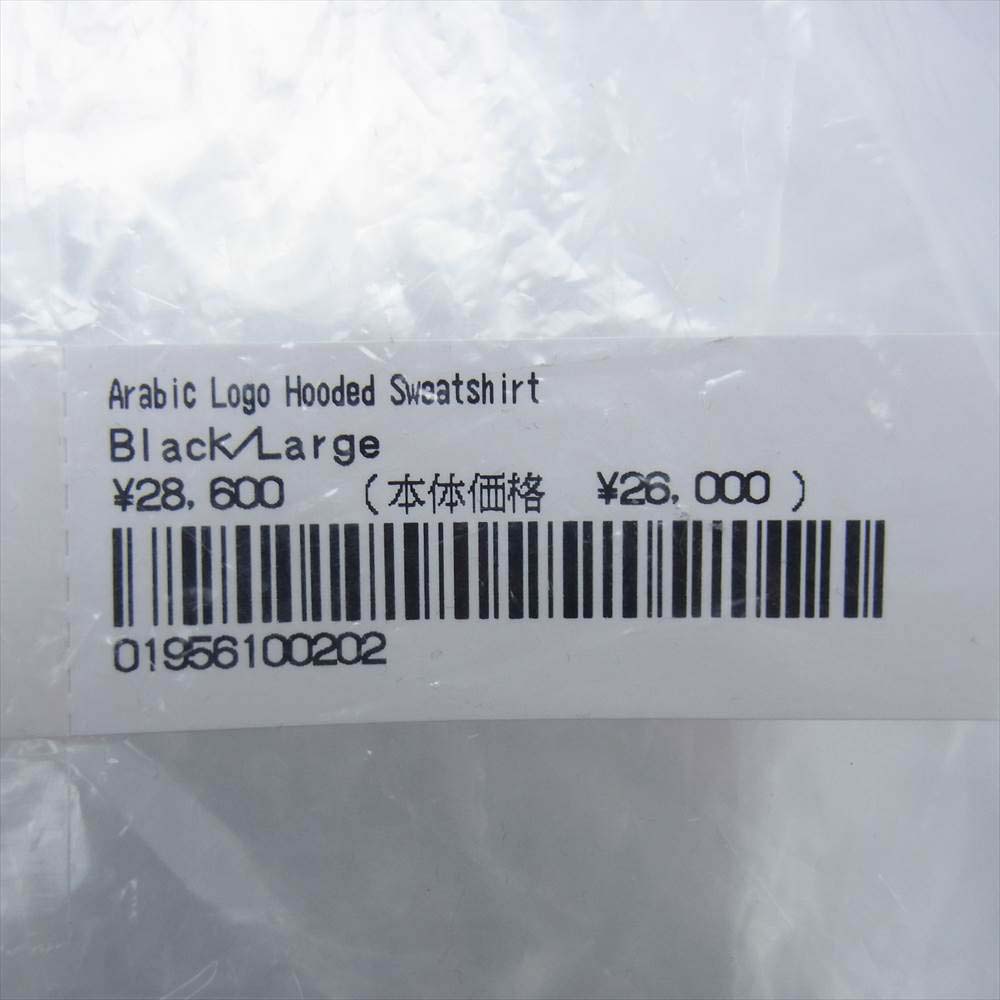 Arabic Logo Hooded Sweatshirt
Black/Large
¥28,600 (本体価格 ¥26,000)
01956100202